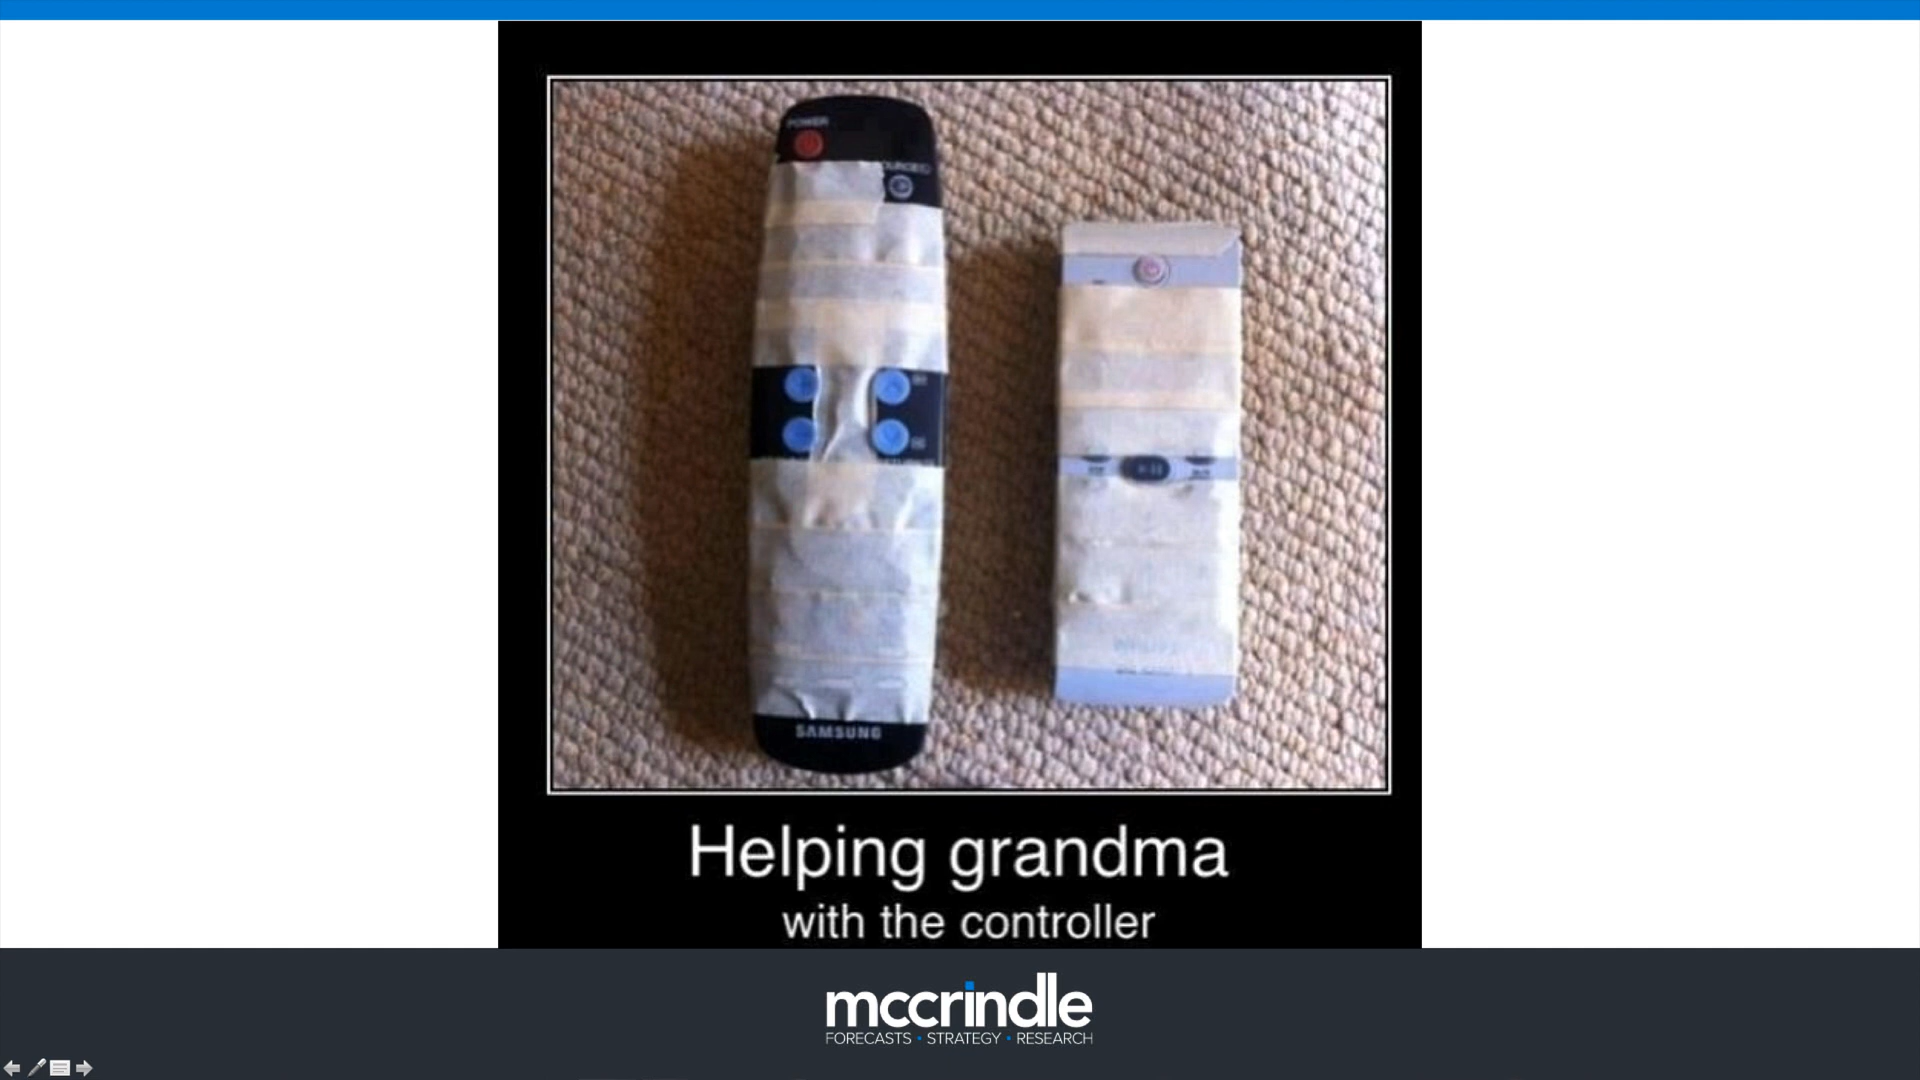 POWER
SAMSUNG
Helping grandma
with the controller
mccrindle
FORECASTS • STRATEGY • RESEARCH